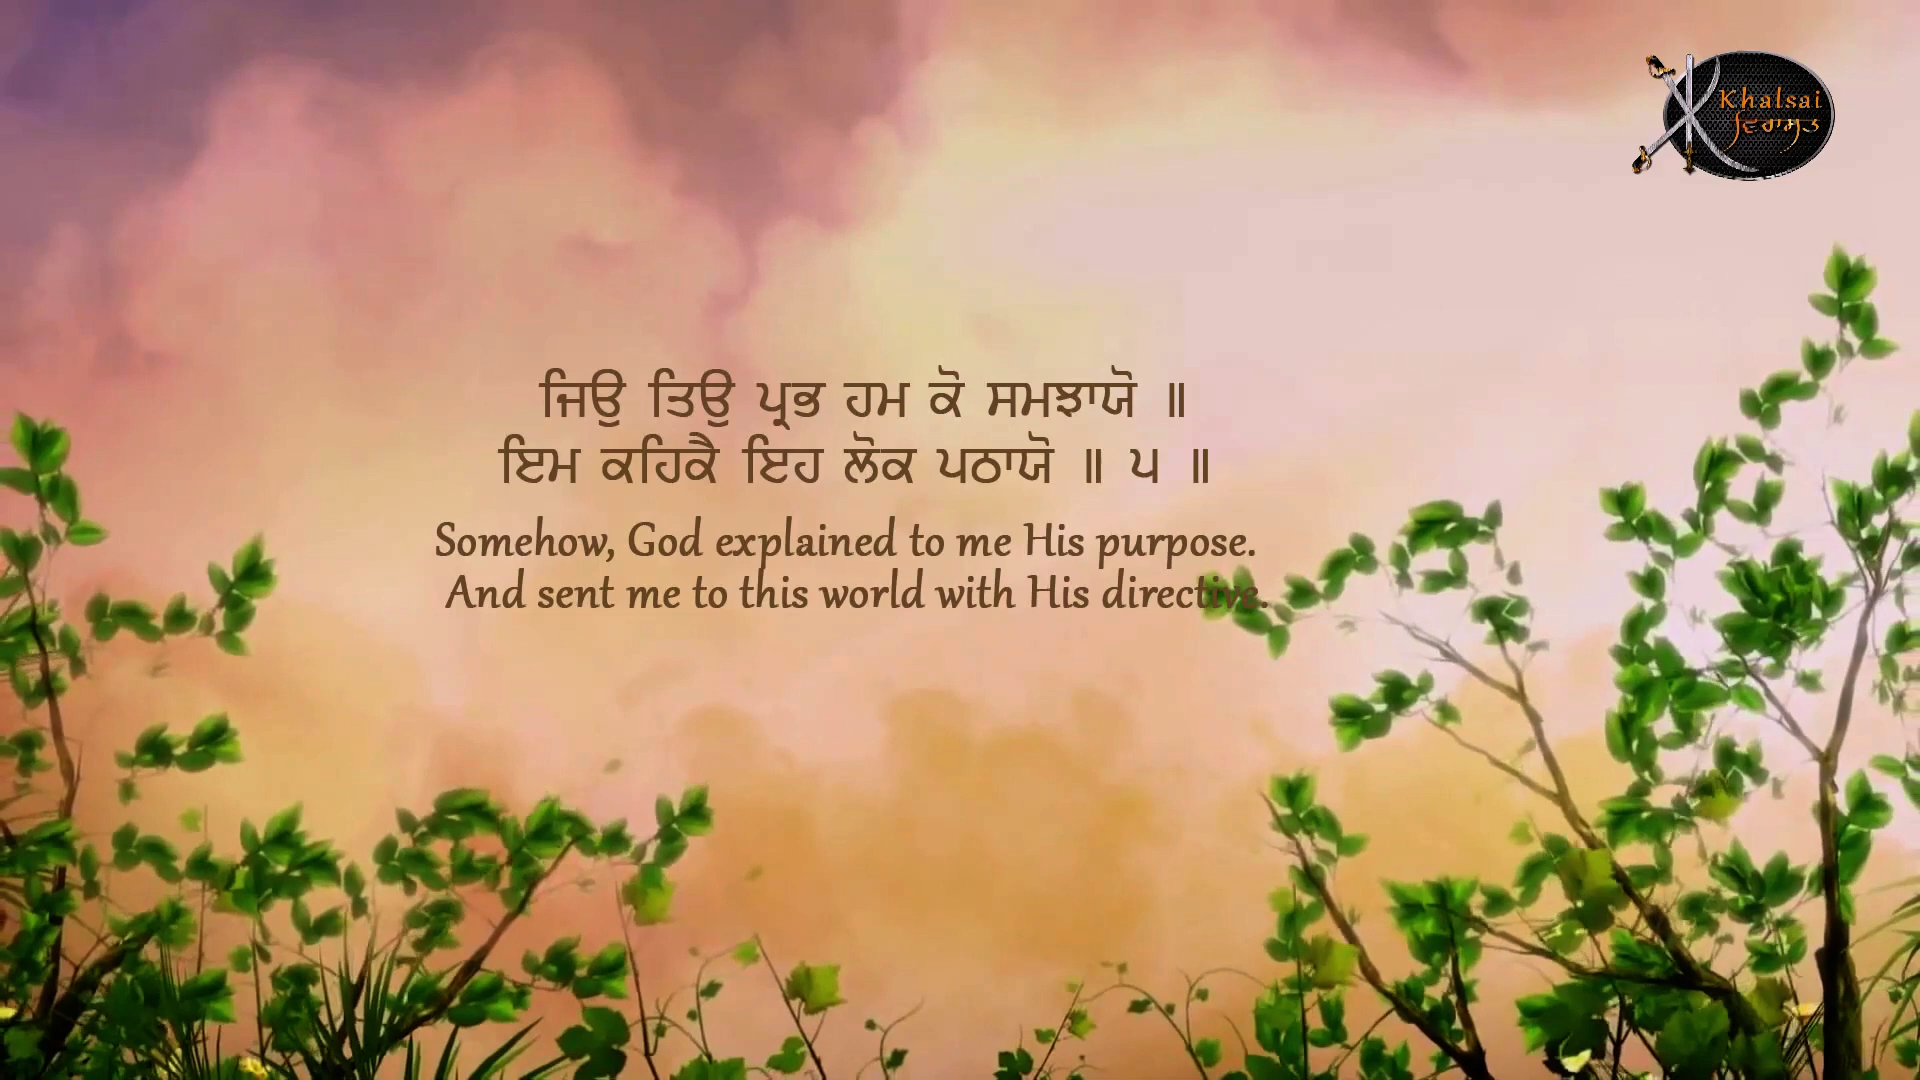 Khalsai
ਵਿਰਾਸਤ
ਜਿਉ ਤਿਉ ਪ੍ਰਭ ਹਮ ਕੋ ਸਮਝਾਯੋ ॥
ਇਮ ਕਹਿਕੈ ਇਹ ਲੋਕ ਪਠਾਯੋ ॥ ੫ ॥
Somehow, God explained to me His purpose.
And sent me to this world with His directive.